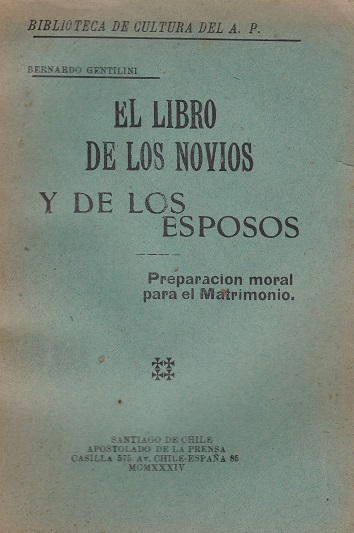 BIBLIOTECA DE CULTURA DEL A. P.
BERNARDO GENTILINI
EL LIBRO
DE LOS NOVIOS
Y DE LOS
ESPOSOS
Preparacion moral
para el Matrimonio.
SANTIAGO DE CHILE
APOSTOLADO DE LA PRENSA
CASILLA 575. AV. CHILE-ESPAÑA 86
MCMXXXIV